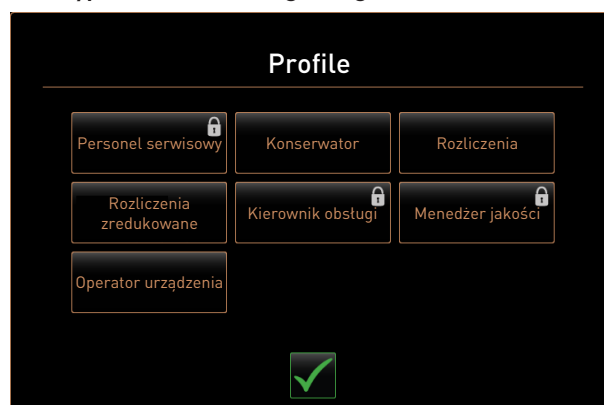 Profile
Personel serwisowy
Konserwator
Rozliczenia
Rozliczenia
zredukowane
Kierownik obsługi
Menedżer jakości
Operator urządzenia